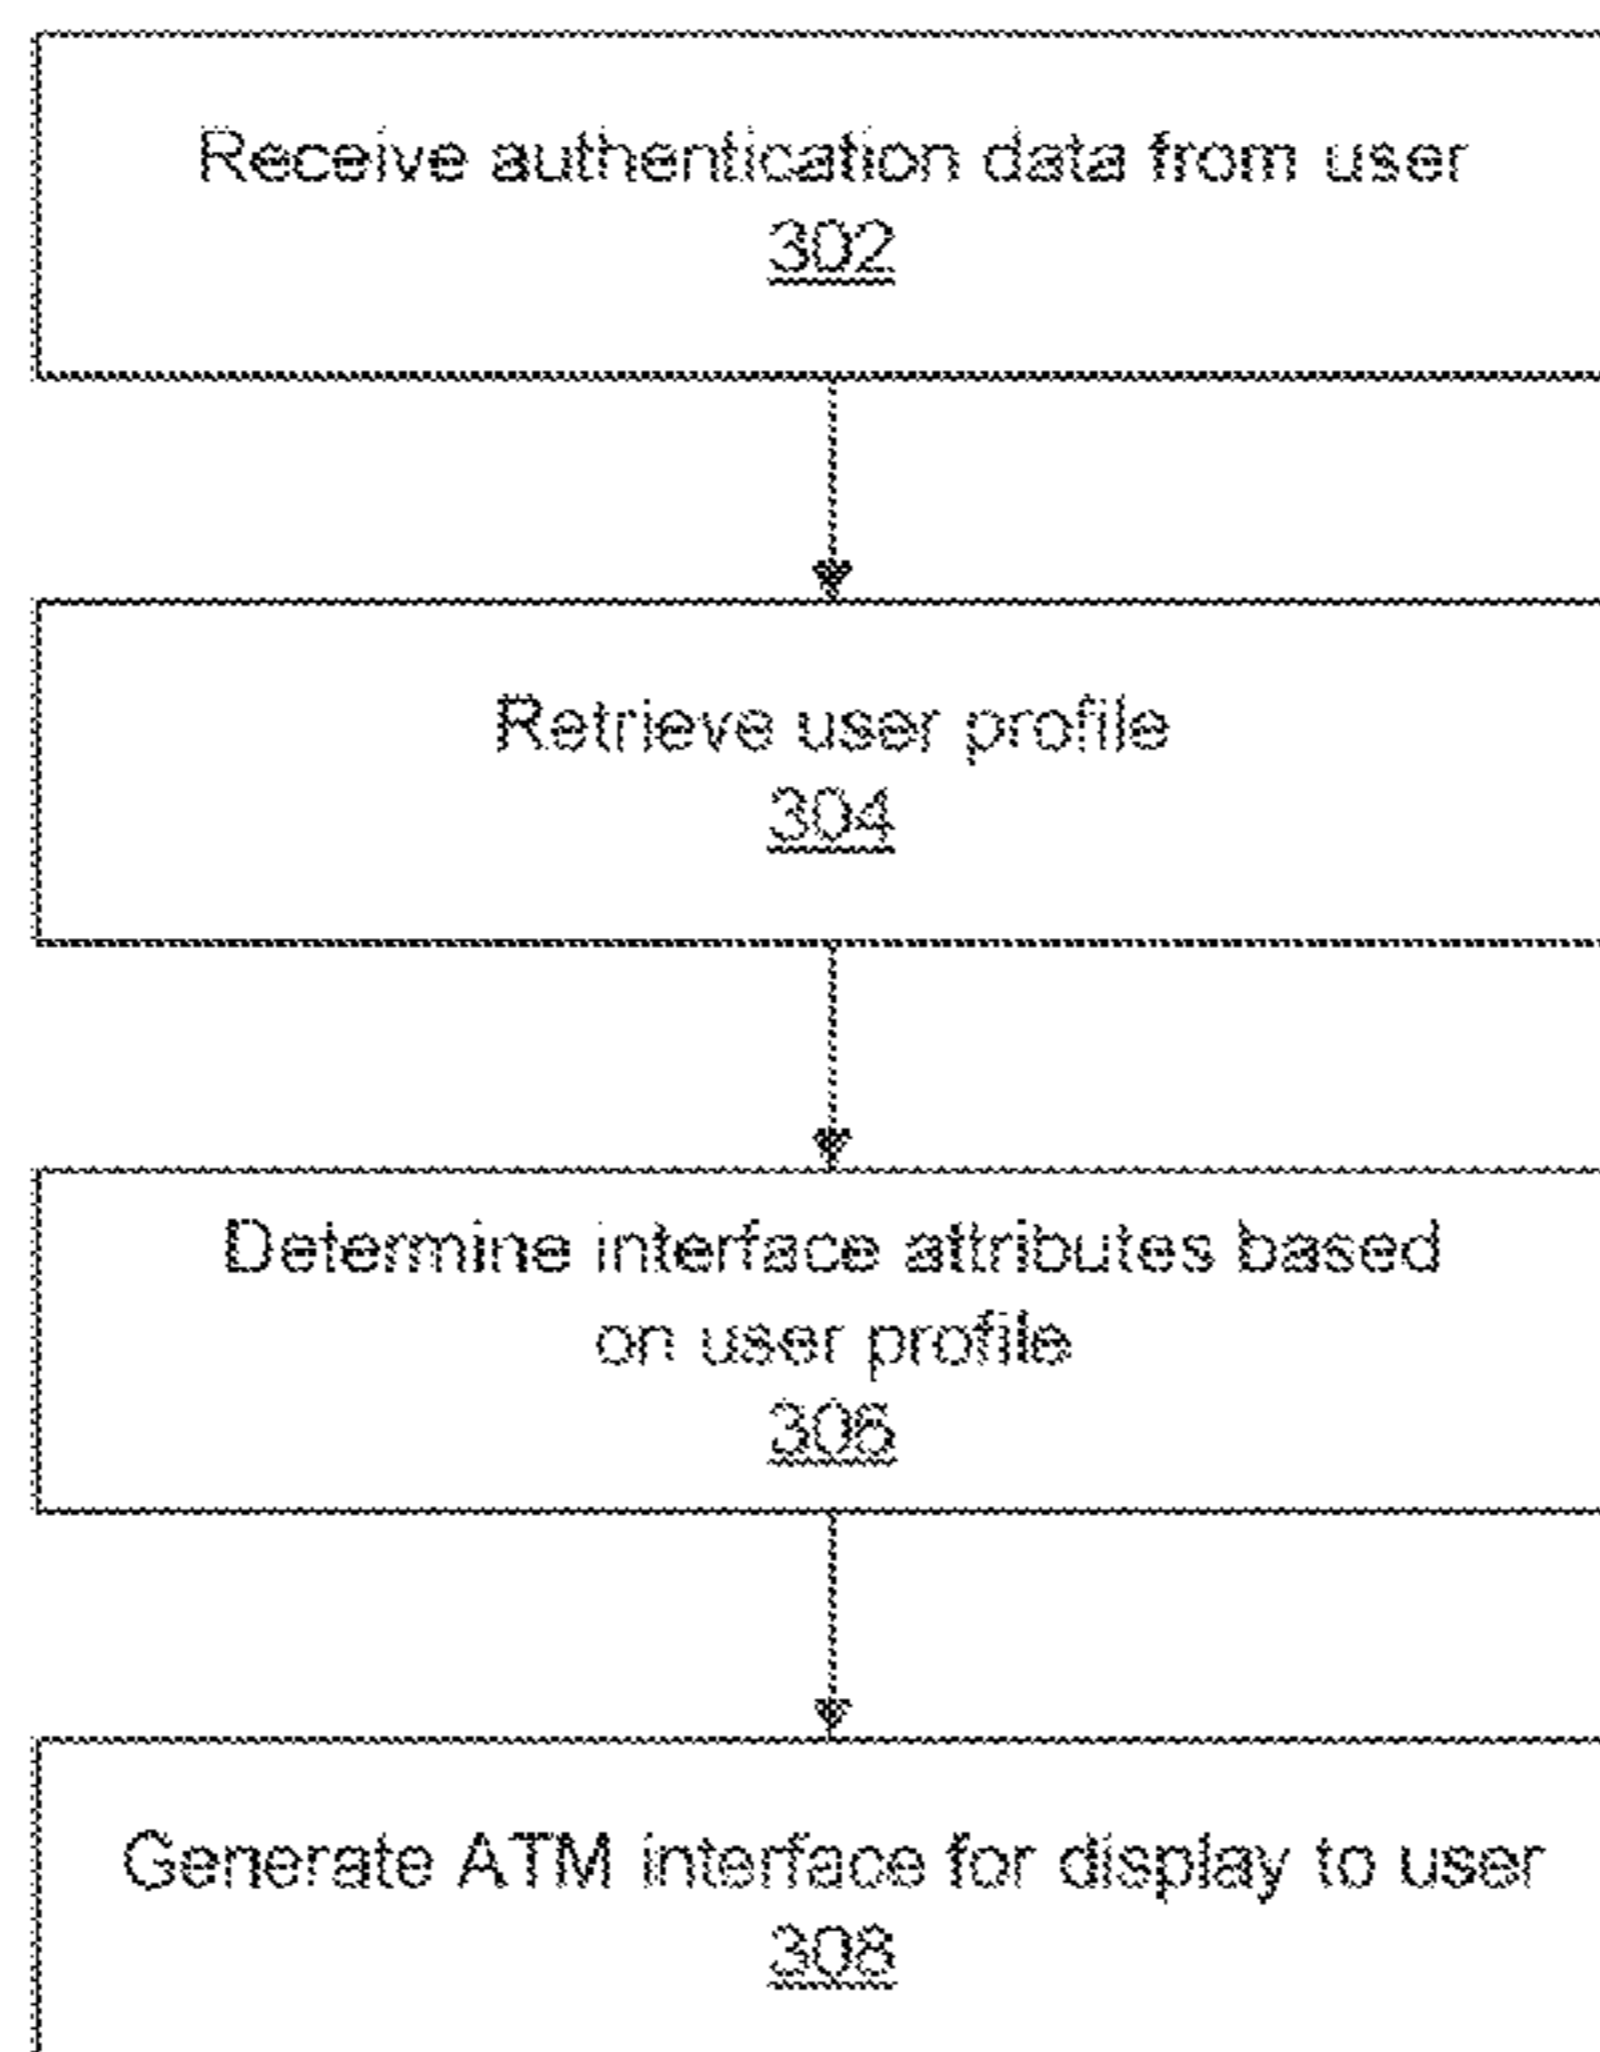 Receive authentication data from user
302
Retrieve user profile
304
Determine interface attributes based
on user profile
306
Generate ATM interface for display to user
308